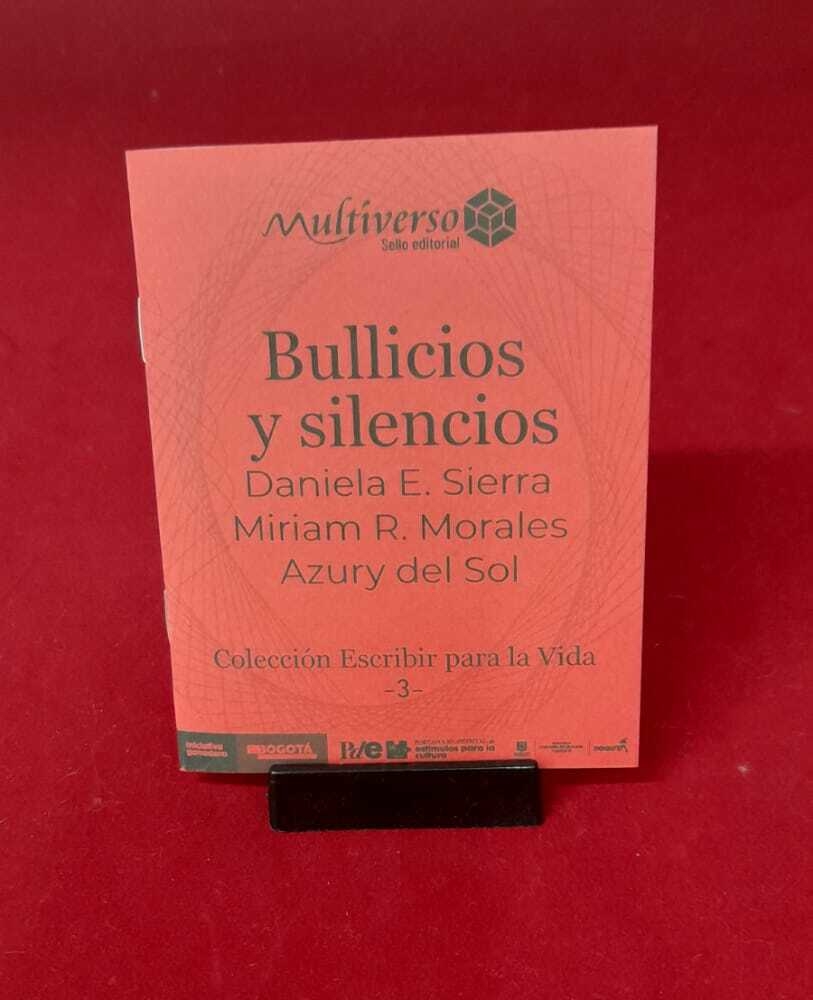 Multiverso
Sello editorial
Bullicios
y silencios
Daniela E. Sierra
Miriam R. Morales
Azury del Sol
Colección Escribir para la Vida
-3-
BOGOTÁ
estímulos para la
cultura
BOGOTÁ